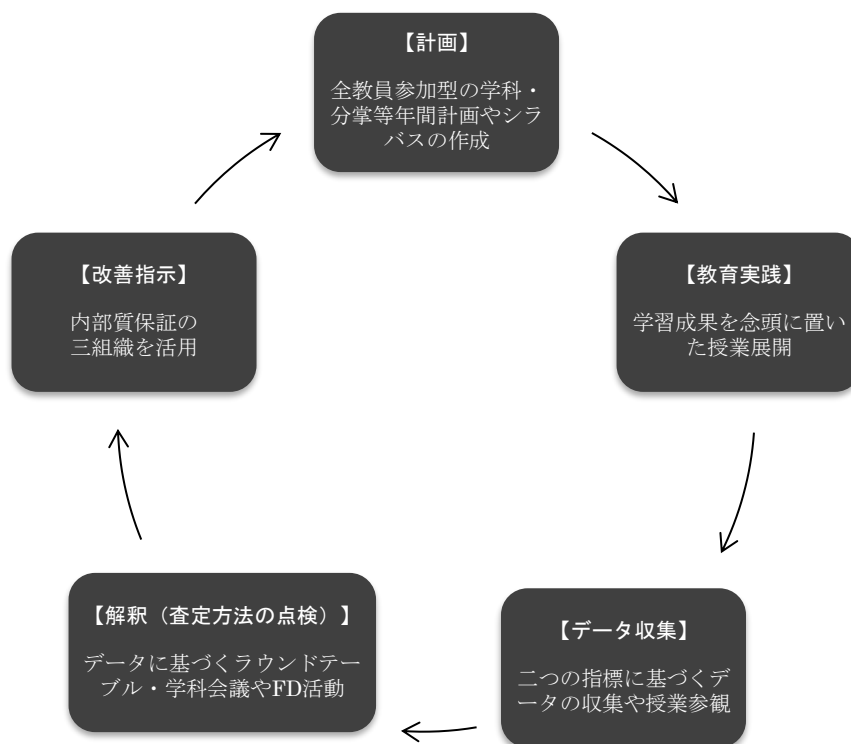 【計画】
全教員参加型の学科・
分掌等年間計画やシラ
バスの作成
【教育実践】
学習成果を念頭に置い
た授業展開
【データ収集】
二つの指標に基づくデ
ータの収集や授業参観
【解釈（査定方法の点検）】
データに基づくラウンドテー
ブル・学科会議やFD活動
【改善指示】
内部質保証の
三組織を活用